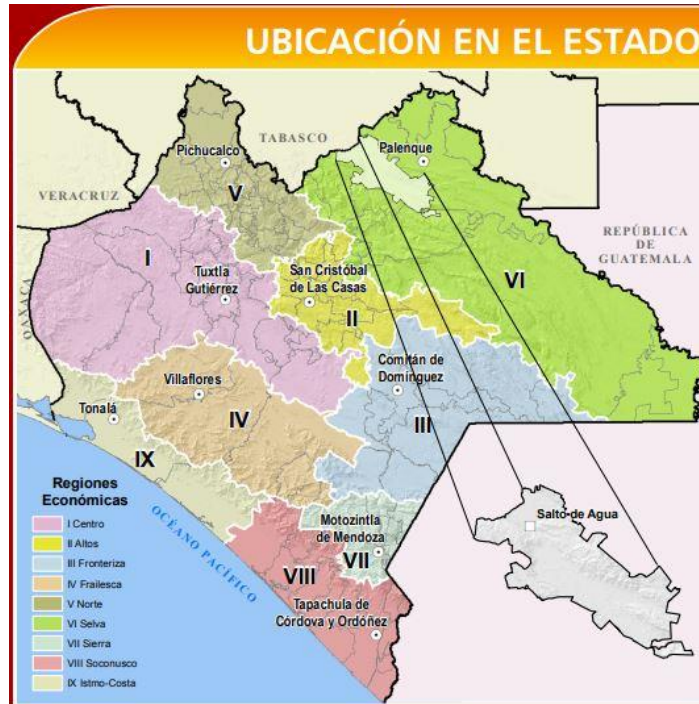 UBICACIÓN EN EL ESTADO
TABASCO
Palenque
Pichucalco
VERACRUZ
V
REPÚBLICA
DE
GUATEMALA
I
Tuxtla
Gutiérrez
San Cristóbal
de Las Casas
VI
OAXACA
II
Comitán de
Domínguez
Villaflores
Tonalá
IV
III
IX
Regiones
Económicas
I Centro
II Altos
III Fronteriza
IV Frailesca
V Norte
VI Selva
VII Sierra
VIII Soconusco
IX Istmo-Costa
OCÉANO PACÍFICO
Motozintla
de Mendoza
VII
VIII
Tapachula de
Córdova y Ordóñez
Salto de Agua